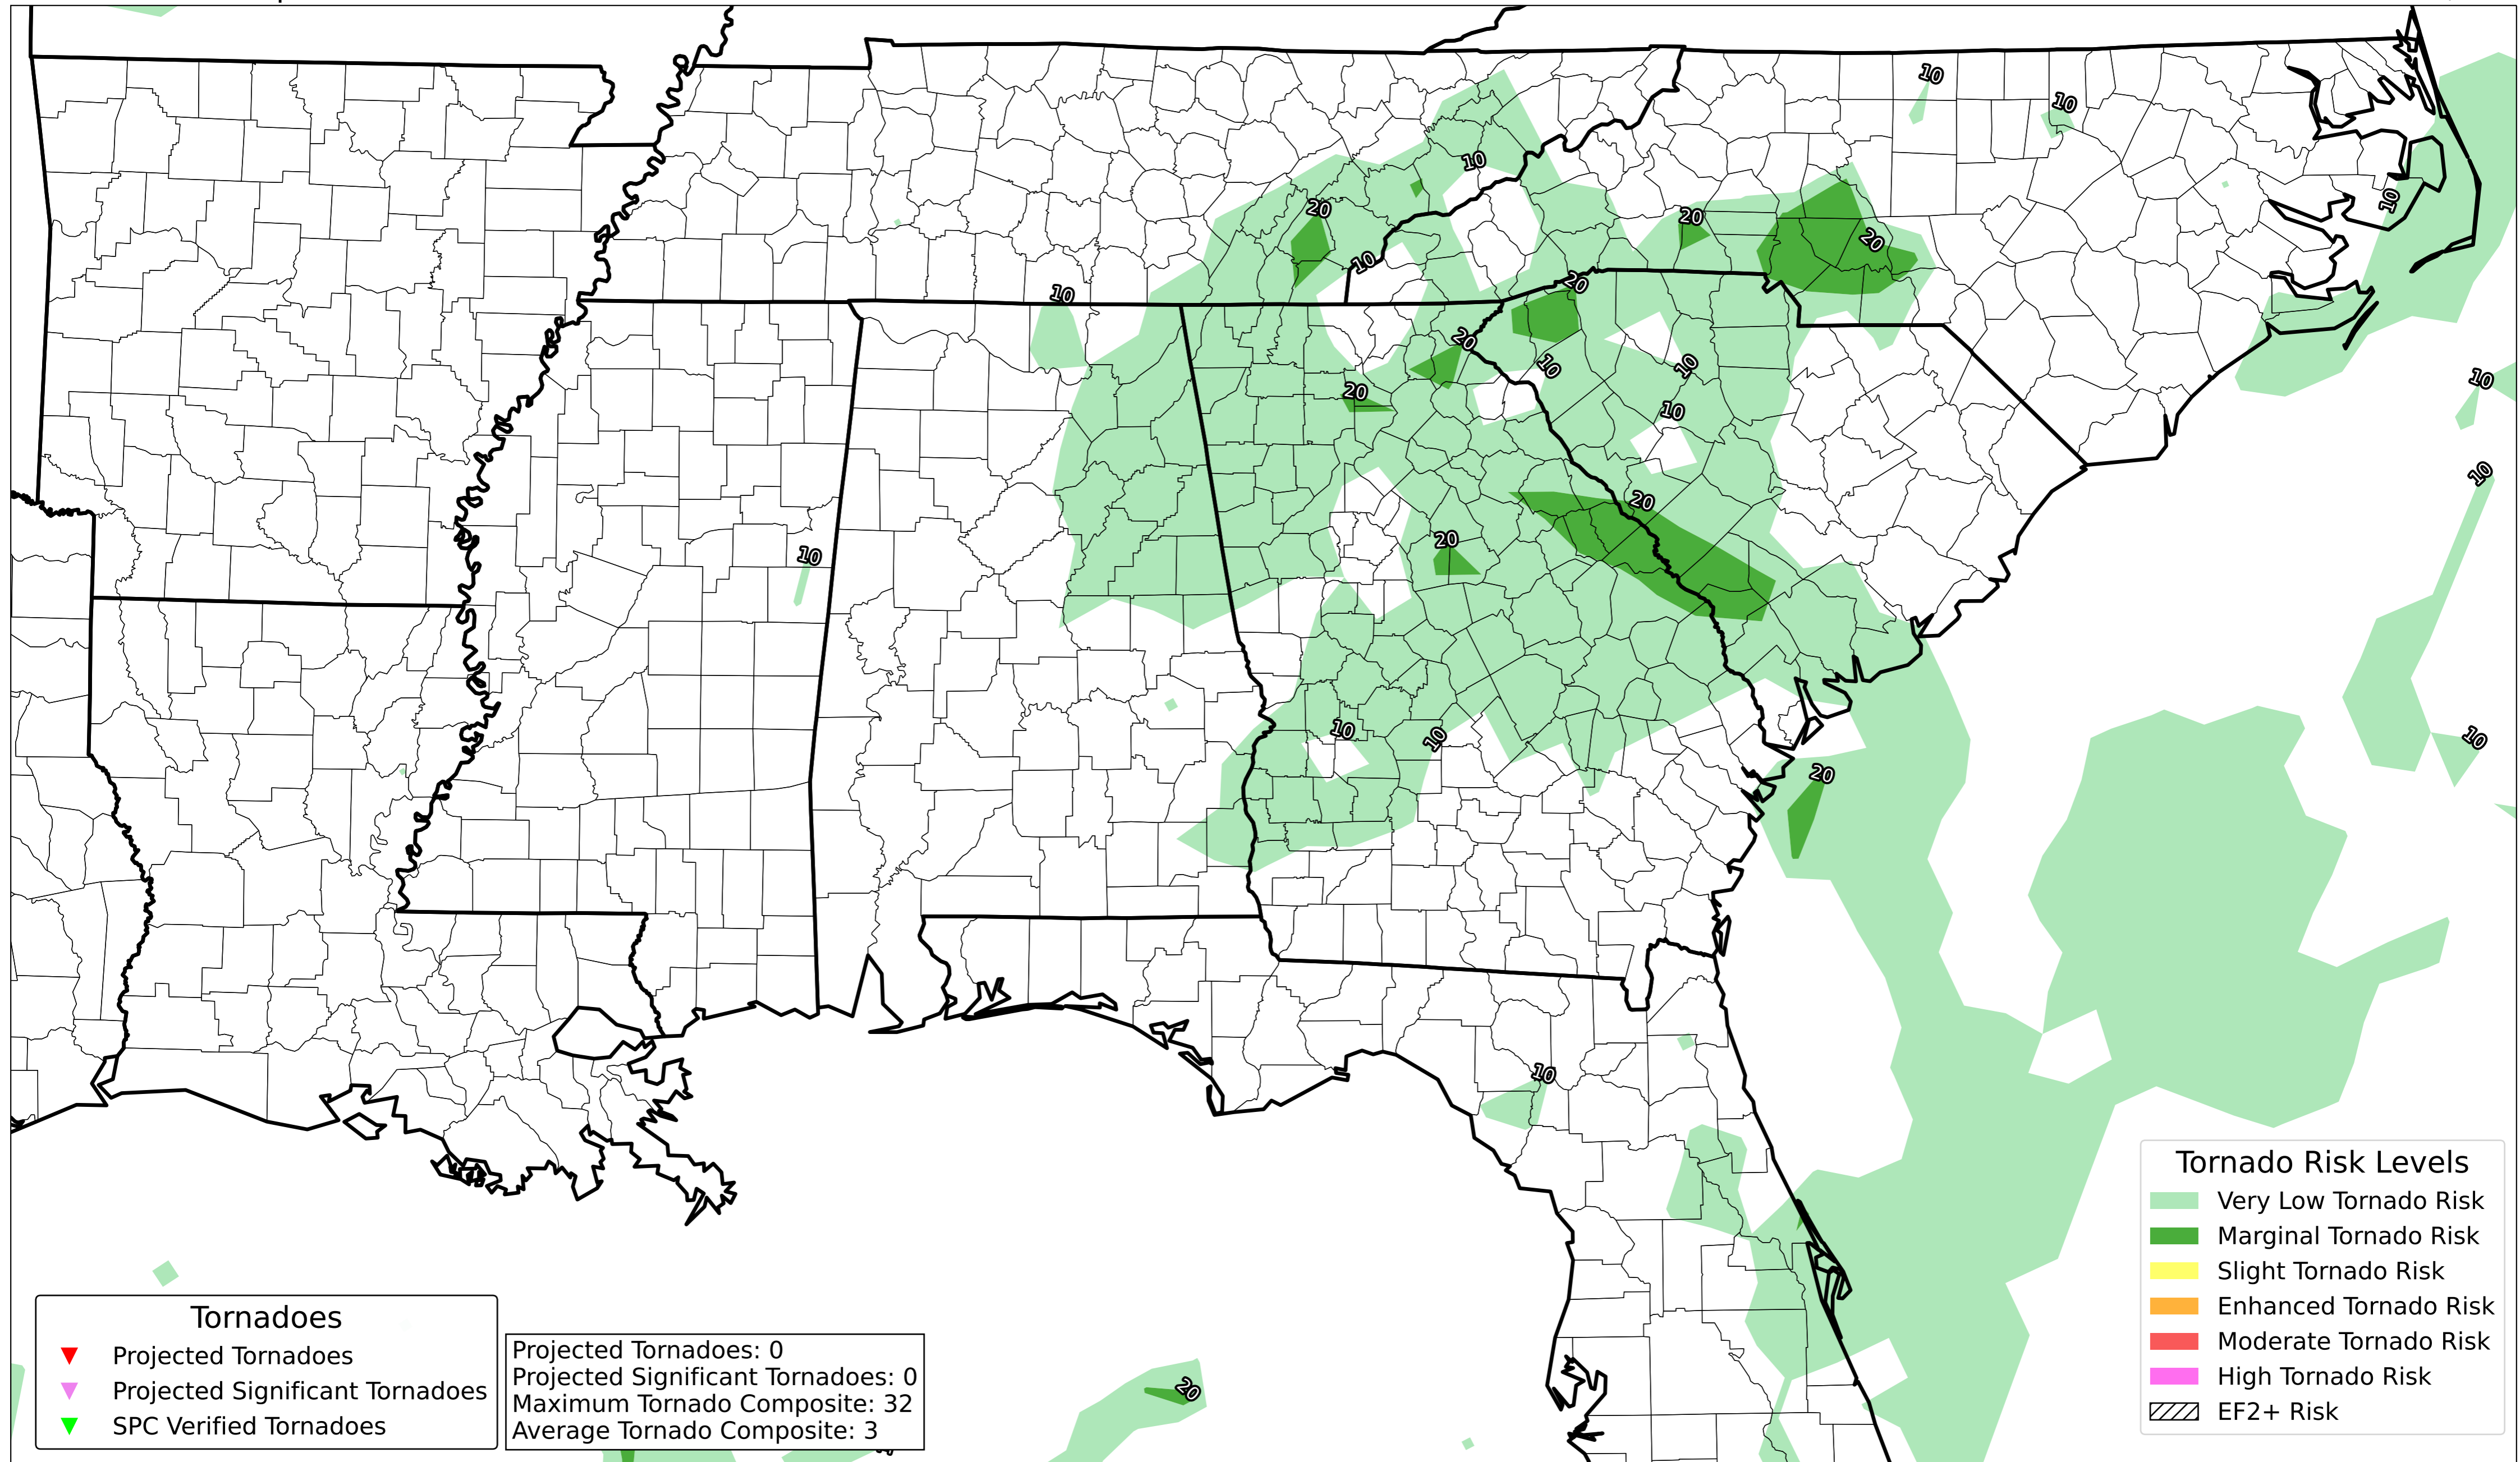 10
10
10
20
20
20
10
10
10
20
20
10
10
10
20
10
10
20
20
10
10
10
10
20
10
20
Tornado Risk Levels
Very Low Tornado Risk
Marginal Tornado Risk
Slight Tornado Risk
Enhanced Tornado Risk
Moderate Tornado Risk
High Tornado Risk
EF2+ Risk
Tornadoes
Projected Tornadoes
Projected Significant Tornadoes
SPC Verified Tornadoes
Projected Tornadoes: 0
Projected Significant Tornadoes: 0
Maximum Tornado Composite: 32
Average Tornado Composite: 3